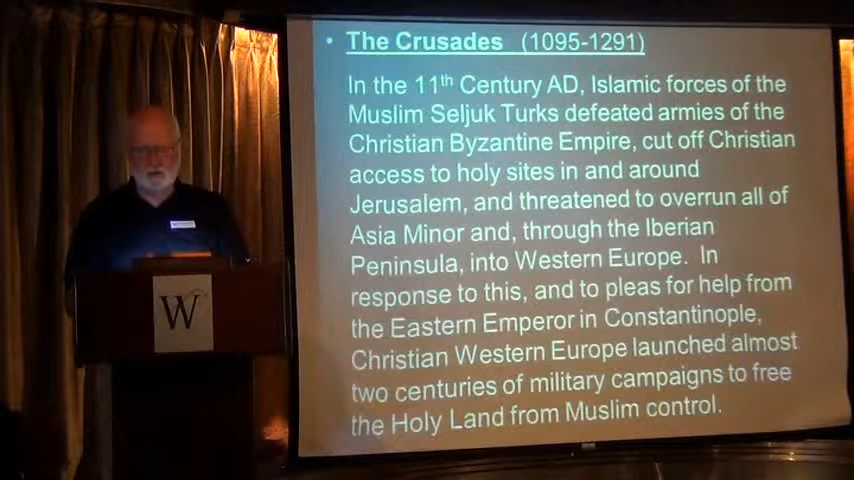 • The Crusades (1095-1291)
In the 11th Century AD, Islamic forces of the
Muslim Seljuk Turks defeated armies of the
Christian Byzantine Empire, cut off Christian
access to holy sites in and around
Jerusalem, and threatened to overrun all of
Asia Minor and, through the Iberian
Peninsula, into Western Europe. In
response to this, and to pleas for help from
the Eastern Emperor in Constantinople,
Christian Western Europe launched almost
two centuries of military campaigns to free
the Holy Land from Muslim control.
W